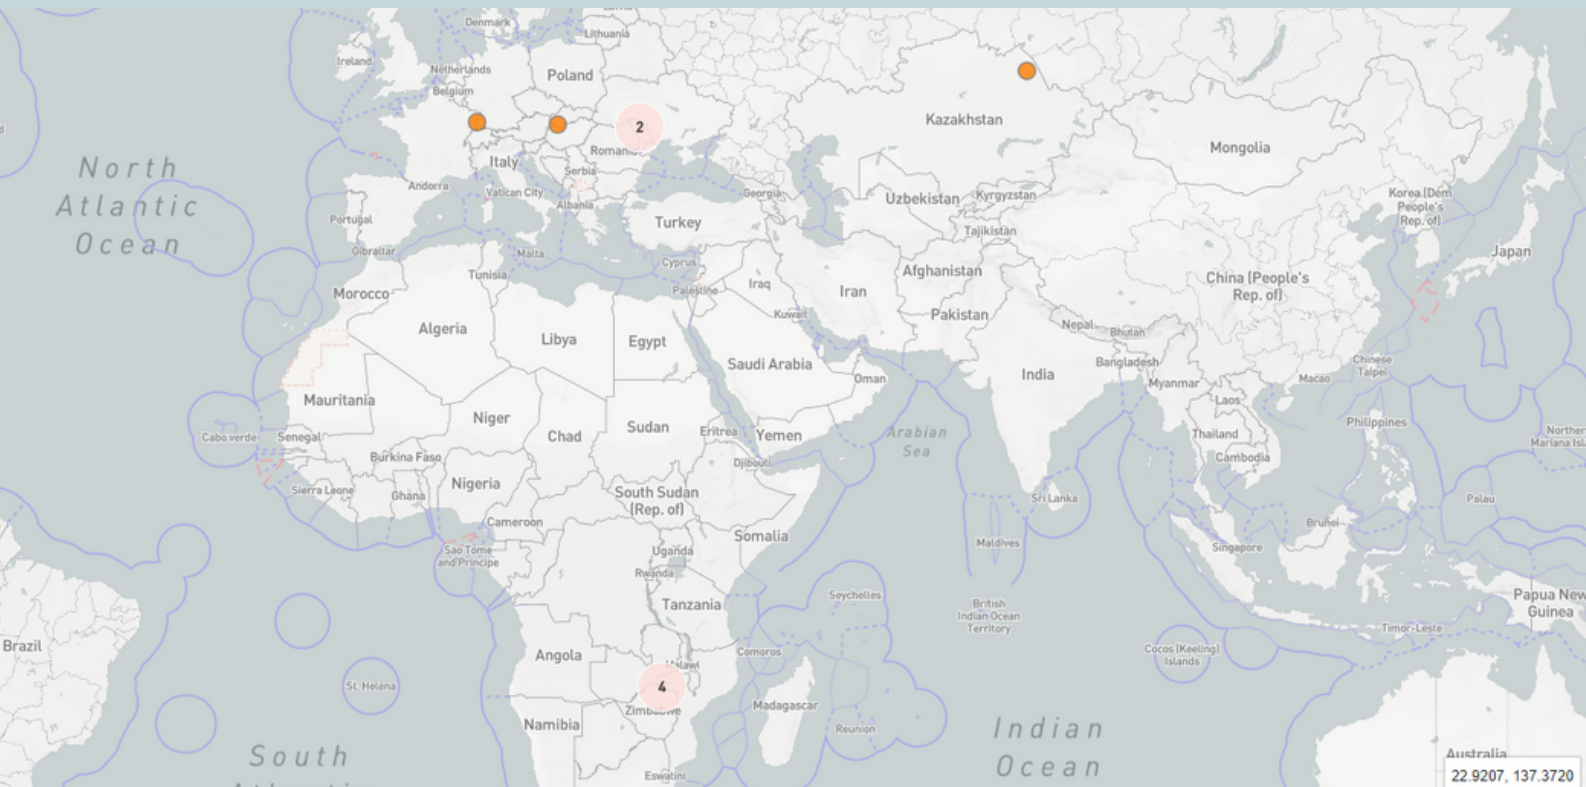 Denmark
Lithuania
Ireland
Netherlands
Poland
Belgium
Kazakhstan
2
Mongolia
Romania
Italy
North
Atlantic
Ocean
Serbia
Andorra
Vatican City
Georgia
Uzbekistan
Kyrgyzstan
Korea (Dem
People's
Rep. of)
Albania
Portugal
Turkey
Tajikistan
Gibraltar
Malta
Japan
Cyprus
Afghanistan
Tunisia
China (People's
Rep. of)
Palestine
Iraq
Iran
Morocco
Kuwait
Pakistan
Algeria
Nepal
Bhutan
Libya
Egypt
Saudi Arabia
Bangladesh
Chinese
Taipei
India
Oman
Macao
Myanmar
Mauritania
Laos
Niger
Philippines
Cabo verde
Senegal
Chad
Sudan
Eritrea
Yemen
Arabian
Sea
Thailand
Northern
Mariana Isl
Burkina Faso
Djibouti
Cambodia
Nigeria
Sierra Leone
Ghana
South Sudan
(Rep. of)
Sri Lanka
Palau
Cameroon
Brunei
Somalia
Maldives
Singapore
Sao Tome
and Principe
Uganda
Rwanda
Seychelles
Papua New
Guinea
Tanzania
British
Indian Ocean
Territory
Timor-Leste
Brazil
Angola
Comoros
Cocos (Keeling)
Islands
Malawi
St. Helena
4
Zimbabwe
Madagascar
Namibia
Reunion
Indian
Ocean
South
Australia
Eswatini
22.9207, 137.3720